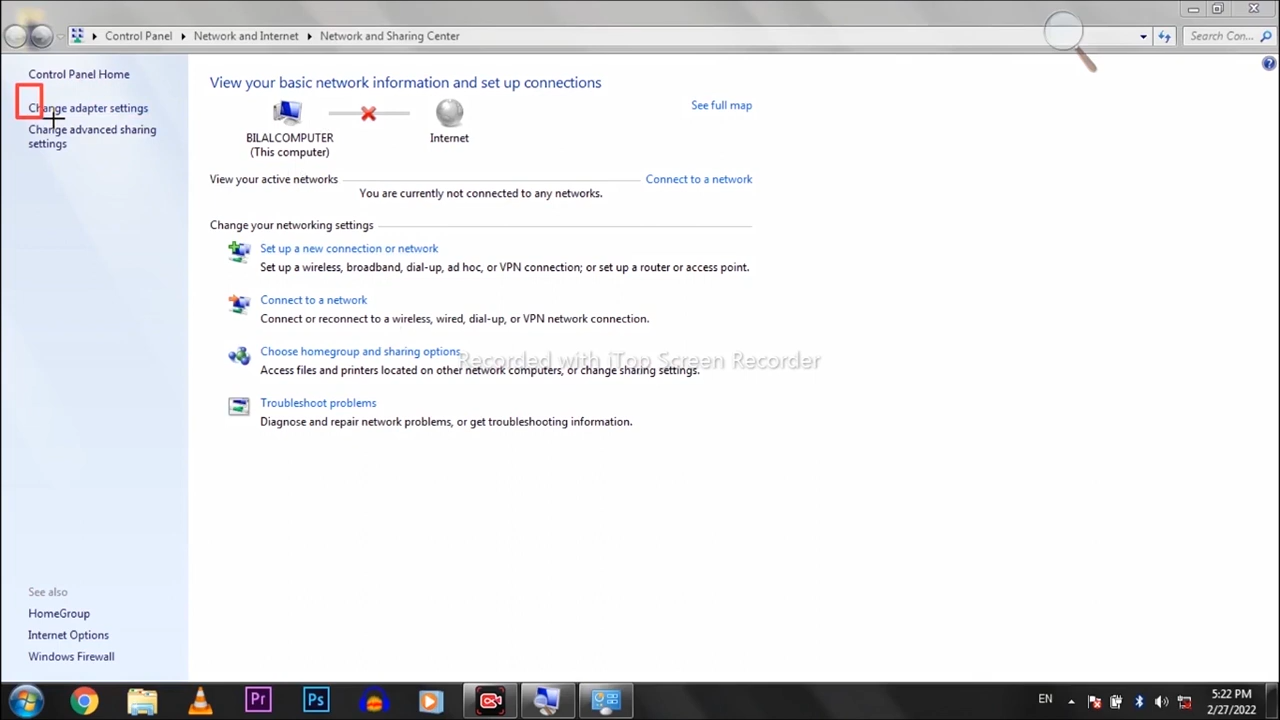 Control Panel
Network and Internet
Network and Sharing Center
Search Con...
Control Panel Home
Change adapter settings
Change advanced sharing
settings
View your basic network information and set up connections
See full map
BILALCOMPUTER
(This computer)
Internet
View your active networks
Connect to a network
You are currently not connected to any networks.
Change your networking settings
Set up a new connection or network
Set up a wireless, broadband, dial-up, ad hoc, or VPN connection; or set up a router or access point.
Connect to a network
Connect or reconnect to a wireless, wired, dial-up, or VPN network connection.
Choose homegroup and sharing options
Recorded with iTop Screen Recorder
Access files and printers located on other network computers, or change sharing settings.
Troubleshoot problems
Diagnose and repair network problems, or get troubleshooting information.
See also
HomeGroup
Internet Options
Windows Firewall
Pr
Ps
EN
5:22 PM
2/27/2022